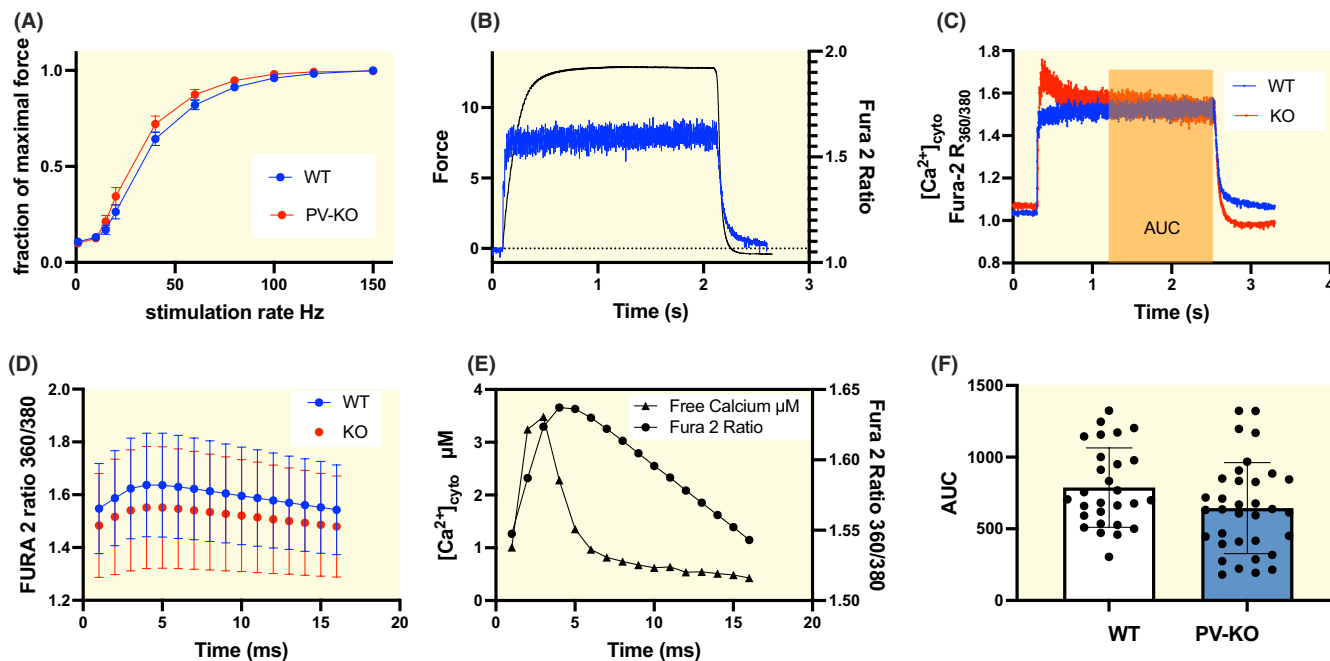 (A)
fraction of maximal force
1.0
0.5
0.0
0
50
100
150
stimulation rate Hz
WT
PV-KO
(B)
Force
10
5
0
Fura 2 Ratio
2.0
1.5
1.0
0
1
2
3
Time (s)
(C)
[Ca²⁺]cyto
Fura-2 R360/380
1.8
1.6
1.4
1.2
1.0
0.8
0
1
2
3
4
Time (s)
WT
KO
AUC
(D)
FURA 2 ratio 360/380
2.0
1.8
1.6
1.4
1.2
0
5
10
15
20
Time (ms)
WT
KO
(E)
[Ca²⁺]cyto µM
4
3
2
1
0
Free Calcium µM
Fura 2 Ratio
Fura 2 Ratio 360/380
1.65
1.60
1.55
1.50
0
5
10
15
20
Time (ms)
(F)
AUC
1500
1000
500
0
WT
PV-KO